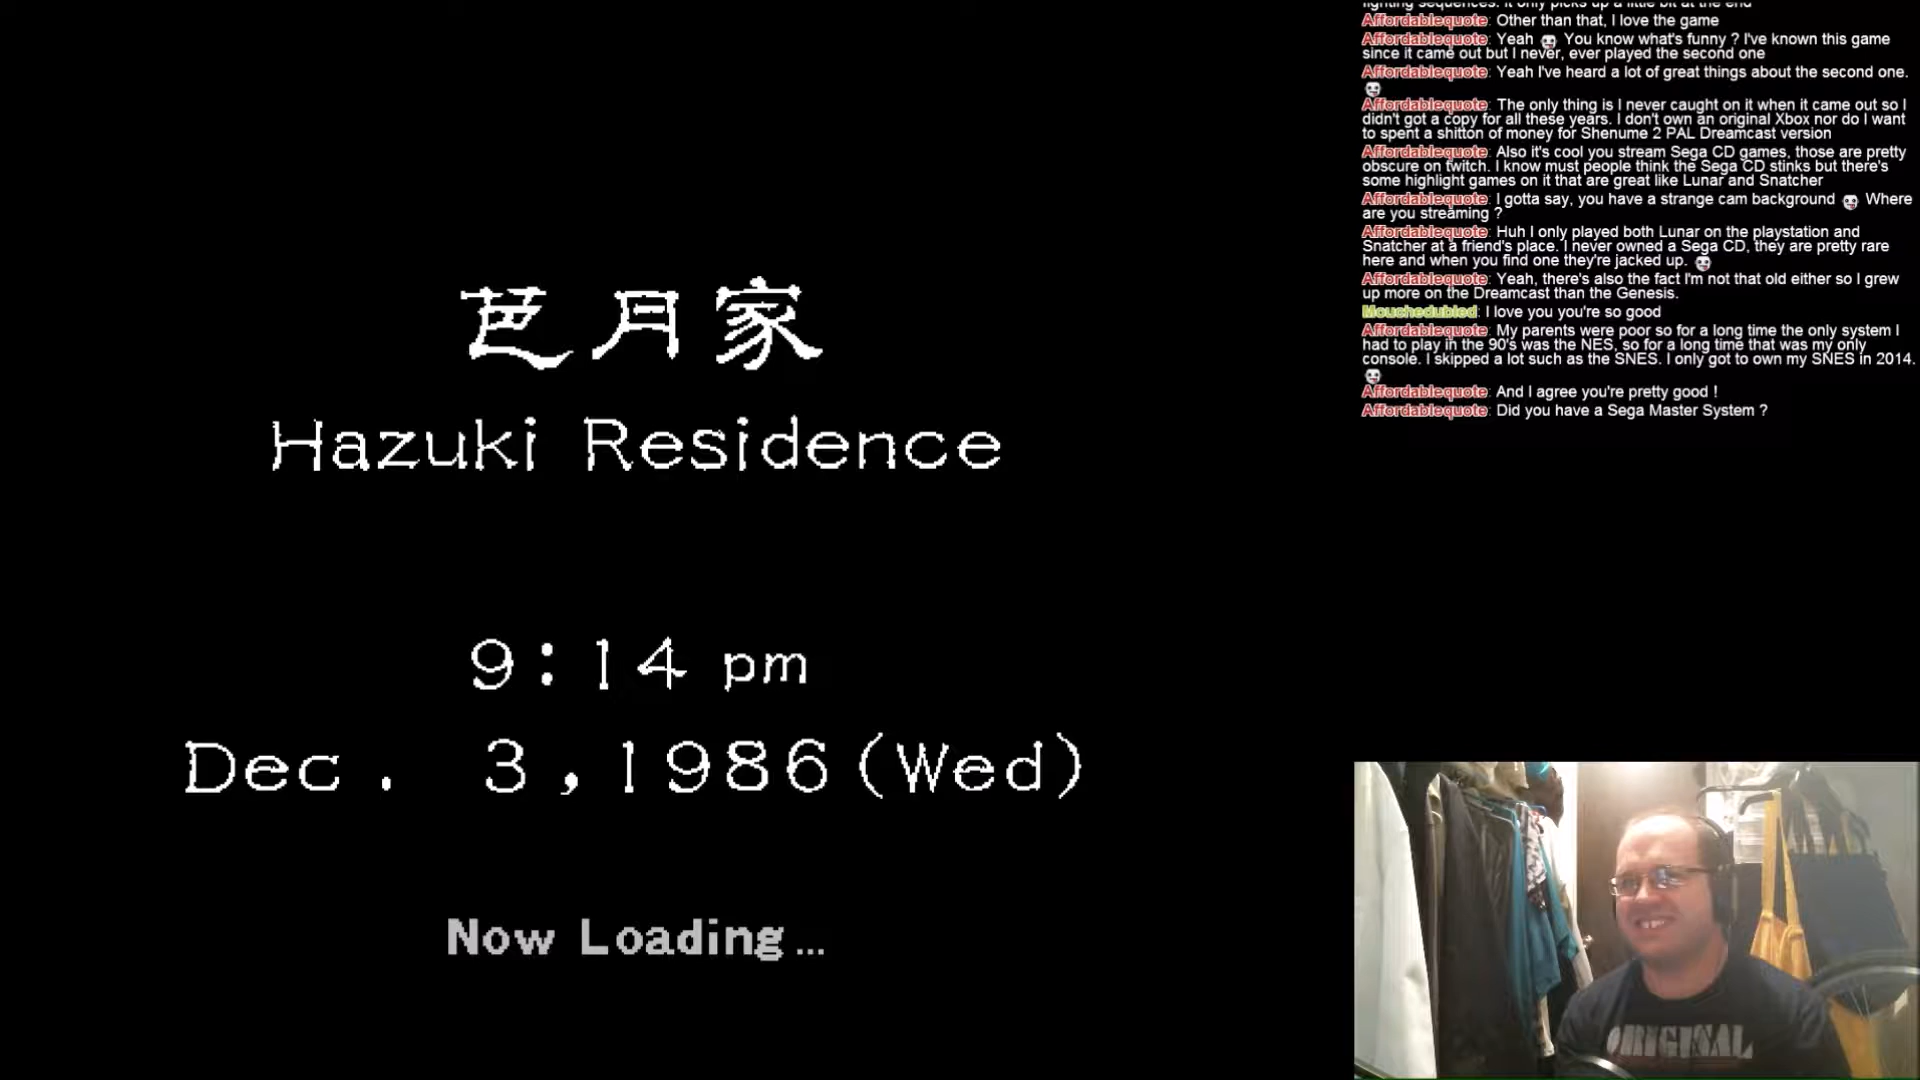 芭月家
Hazuki Residence
9:14 pm
Dec. 3,1986(Wed)
Now Loading...
fighting sequences. It only picks up a little bit at the end
Affordablequote: Other than that, I love the game
Affordablequote: Yeah You know what's funny ? I've known this game
since it came out but I never, ever played the second one
Affordablequote: Yeah I've heard a lot of great things about the second one.
Affordablequote: The only thing is I never caught on it when it came out so I
didn't got a copy for all these years. I don't own an original Xbox nor do I want
to spent a shitton of money for Shenume 2 PAL Dreamcast version
Affordablequote: Also it's cool you stream Sega CD games, those are pretty
obscure on twitch. I know must people think the Sega CD stinks but there's
some highlight games on it that are great like Lunar and Snatcher
Affordablequote: I gotta say, you have a strange cam background Where
are you streaming ?
Affordablequote: Huh I only played both Lunar on the playstation and
Snatcher at a friend's place. I never owned a Sega CD, they are pretty rare
here and when you find one they're jacked up.
Affordablequote: Yeah, there's also the fact I'm not that old either so I grew
up more on the Dreamcast than the Genesis.
Mouchedubled: I love you you're so good
Affordablequote: My parents were poor so for a long time the only system I
had to play in the 90's was the NES, so for a long time that was my only
console. I skipped a lot such as the SNES. I only got to own my SNES in 2014.
Affordablequote: And I agree you're pretty good !
Affordablequote: Did you have a Sega Master System ?
ORIGINAL